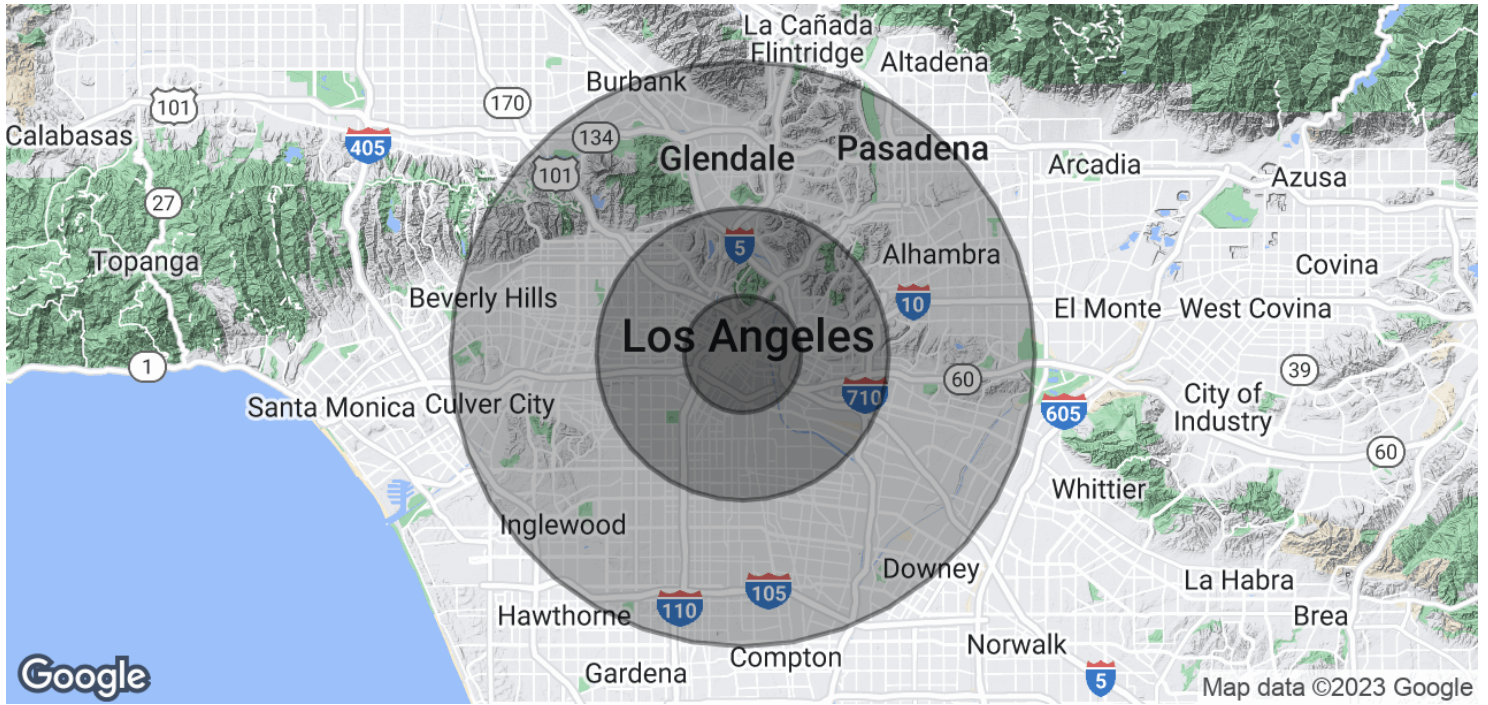 La Cañada
Flintridge
Altadena
Burbank
170
101
Calabasas
134
405
Glendale
Pasadena
Arcadia
101
Azusa
27
5
Alhambra
Topanga
Covina
Beverly Hills
10
El Monte
West Covina
Los Angeles
1
60
39
Santa Monica
Culver City
710
605
City of
Industry
60
Whittier
Inglewood
Downey
La Habra
105
110
Hawthorne
Brea
Norwalk
Compton
Gardena
5
Google
Map data ©2023 Google